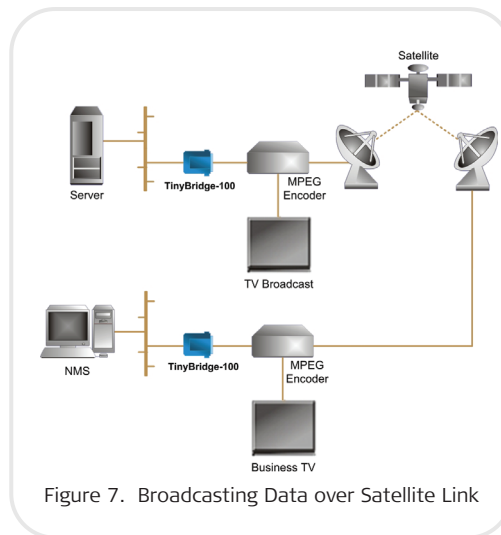 Satellite
Server
TinyBridge-100
MPEG
Encoder
TV Broadcast
NMS
TinyBridge-100
MPEG
Encoder
Business TV
Figure 7. Broadcasting Data over Satellite Link